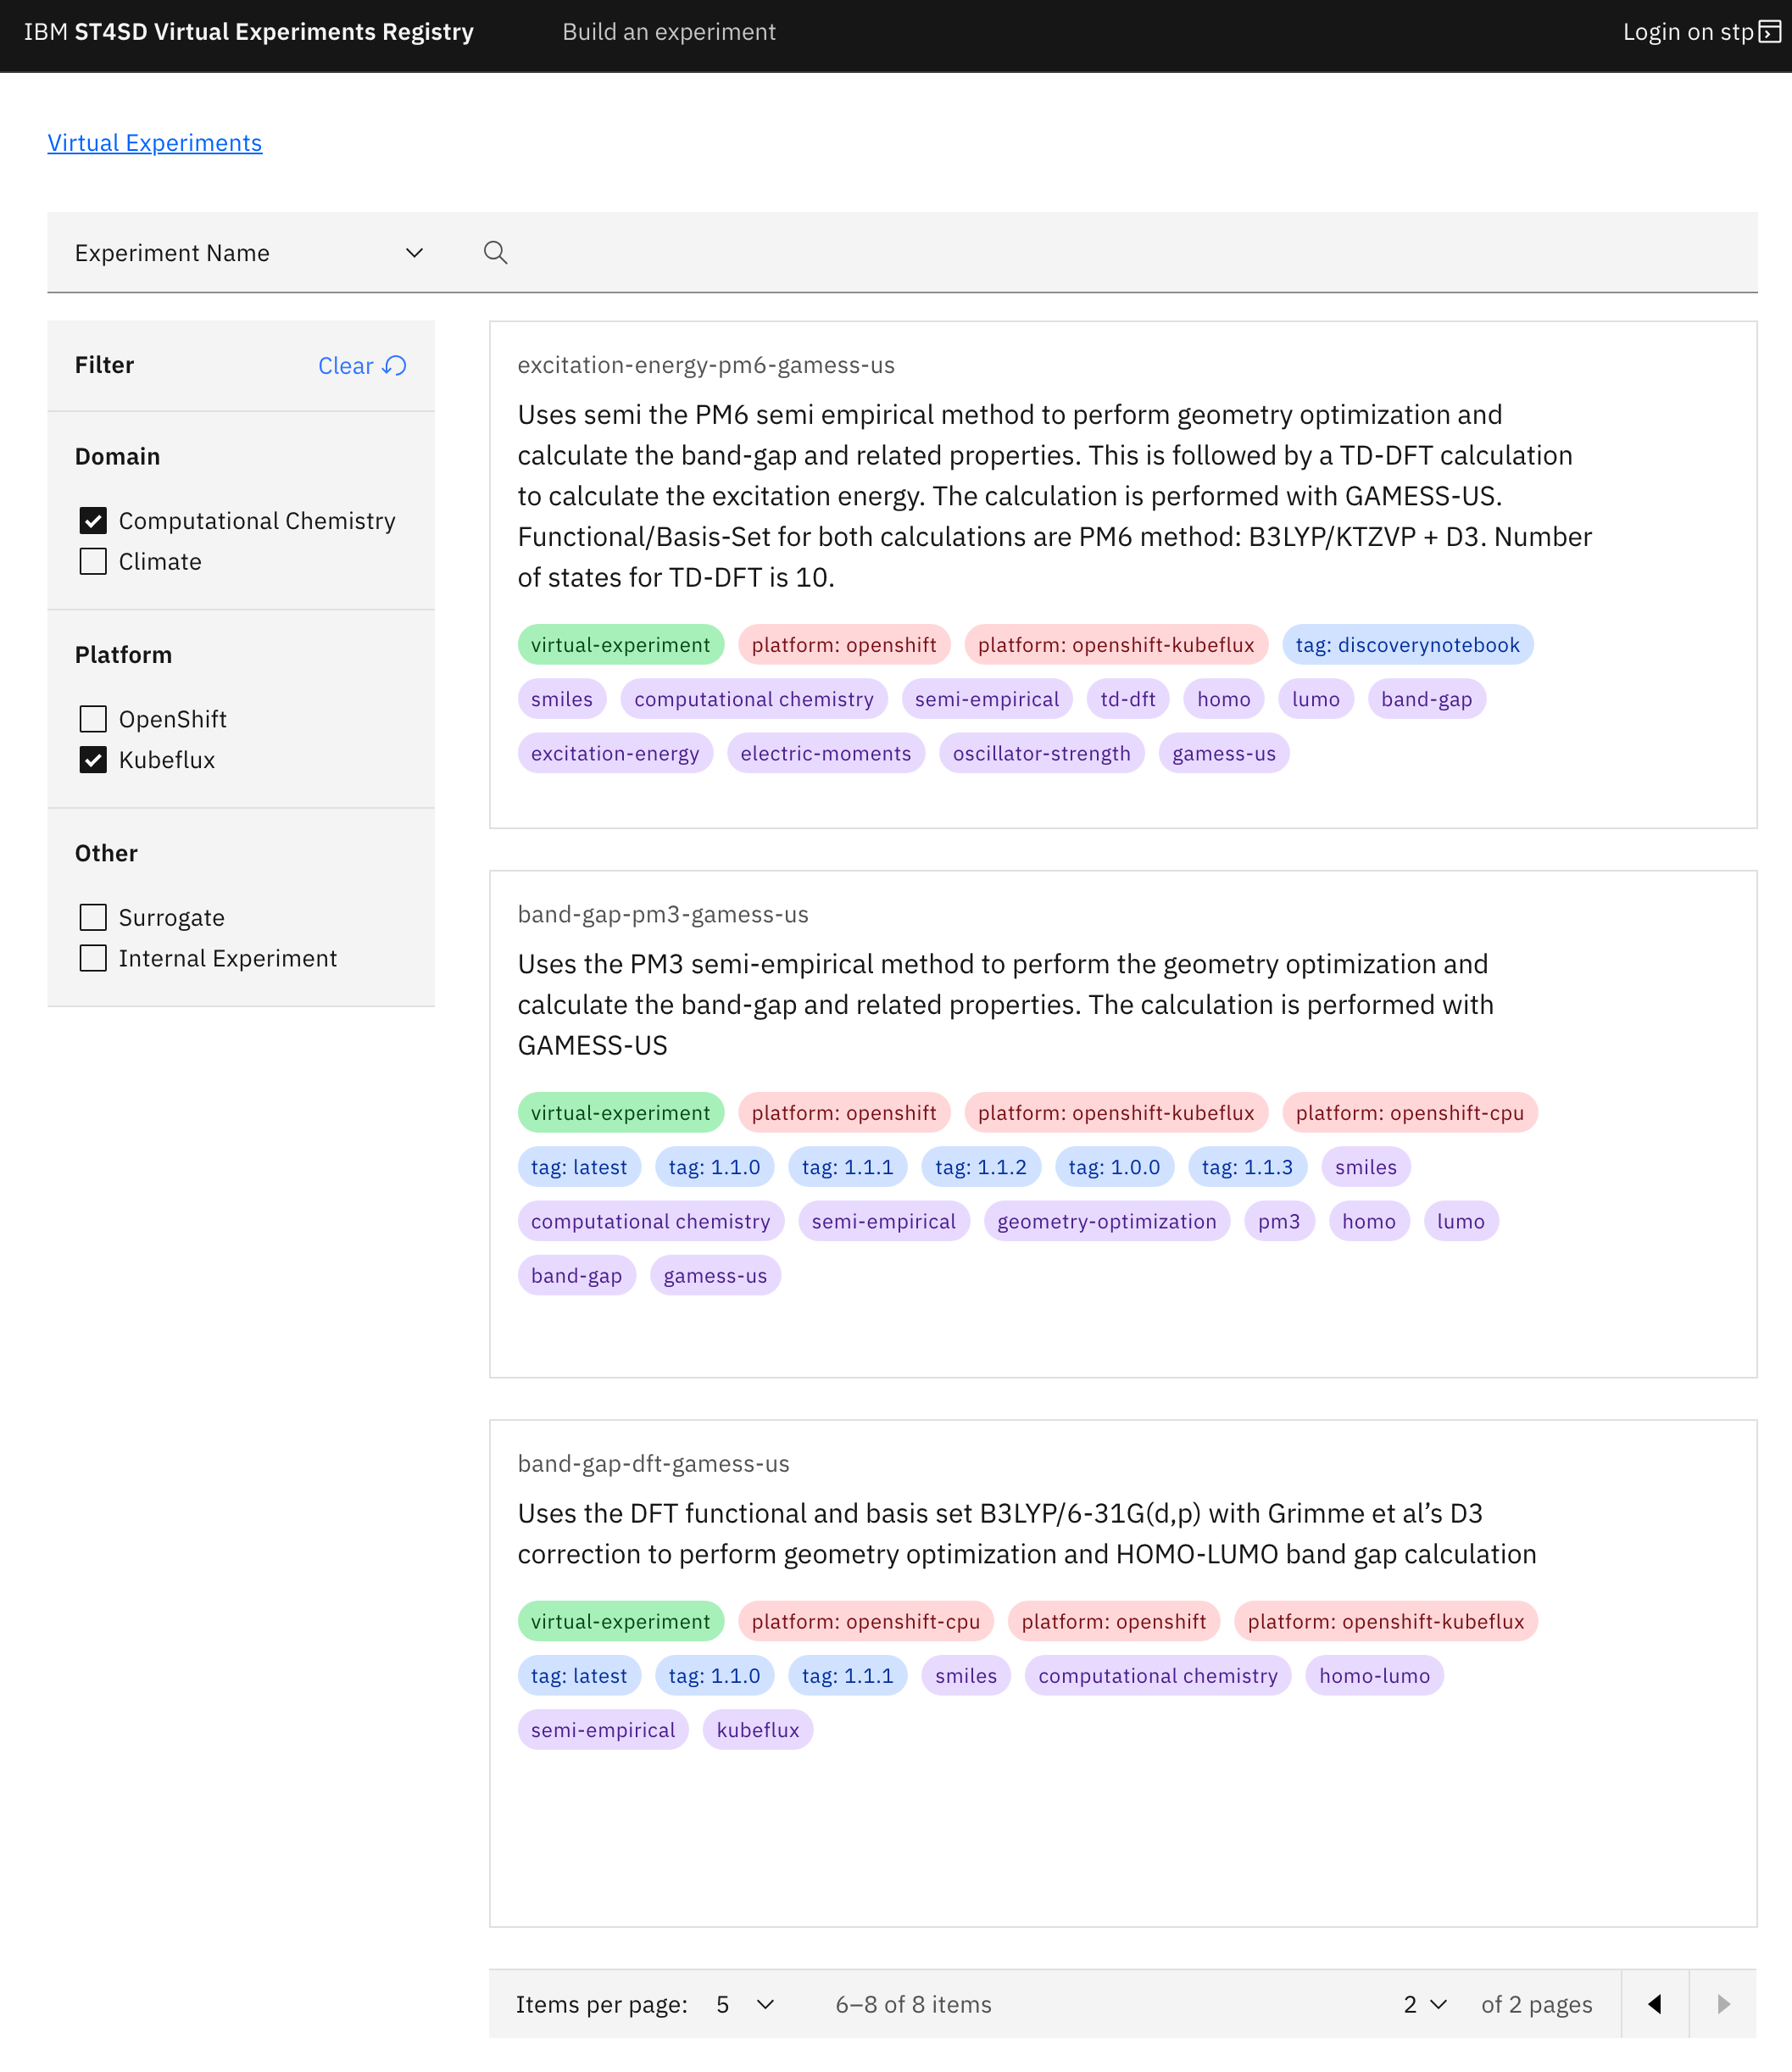 IBM ST4SD Virtual Experiments Registry Build an experiment Login on stp
Virtual Experiments
Experiment Name
Filter Clear
Domain
Computational Chemistry
Climate
Platform
OpenShift
Kubeflux
Other
Surrogate
Internal Experiment
excitation-energy-pm6-gamess-us
Uses semi the PM6 semi empirical method to perform geometry optimization and
calculate the band-gap and related properties. This is followed by a TD-DFT calculation
to calculate the excitation energy. The calculation is performed with GAMESS-US.
Functional/Basis-Set for both calculations are PM6 method: B3LYP/KTZVP + D3. Number
of states for TD-DFT is 10.
virtual-experiment platform: openshift platform: openshift-kubeflux tag: discoverynotebook
smiles computational chemistry semi-empirical td-dft homo lumo band-gap
excitation-energy electric-moments oscillator-strength gamess-us
band-gap-pm3-gamess-us
Uses the PM3 semi-empirical method to perform the geometry optimization and
calculate the band-gap and related properties. The calculation is performed with
GAMESS-US
virtual-experiment platform: openshift platform: openshift-kubeflux platform: openshift-cpu
tag: latest tag: 1.1.0 tag: 1.1.1 tag: 1.1.2 tag: 1.0.0 tag: 1.1.3 smiles
computational chemistry semi-empirical geometry-optimization pm3 homo lumo
band-gap gamess-us
band-gap-dft-gamess-us
Uses the DFT functional and basis set B3LYP/6-31G(d,p) with Grimme et al’s D3
correction to perform geometry optimization and HOMO-LUMO band gap calculation
virtual-experiment platform: openshift-cpu platform: openshift platform: openshift-kubeflux
tag: latest tag: 1.1.0 tag: 1.1.1 smiles computational chemistry homo-lumo
semi-empirical kubeflux
Items per page: 5 6–8 of 8 items 2 of 2 pages